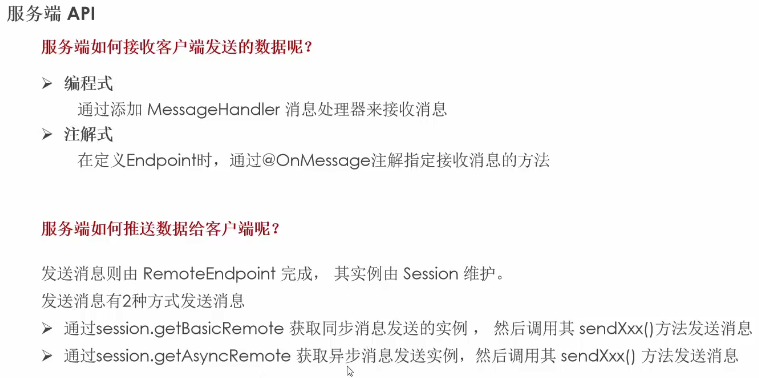 服务端 API
服务端如何接收客户端发送的数据呢？
➢ 编程式
通过添加 MessageHandler 消息处理器来接收消息
➢ 注解式
在定义Endpoint时，通过@OnMessage注解指定接收消息的方法
服务端如何推送数据给客户端呢？
发送消息则由 RemoteEndpoint 完成， 其实例由 Session 维护。
发送消息有2种方式发送消息
➢ 通过session.getBasicRemote 获取同步消息发送的实例 ， 然后调用其 sendXxx()方法发送消息
➢ 通过session.getAsyncRemote 获取异步消息发送实例，然后调用其 sendXxx() 方法发送消息